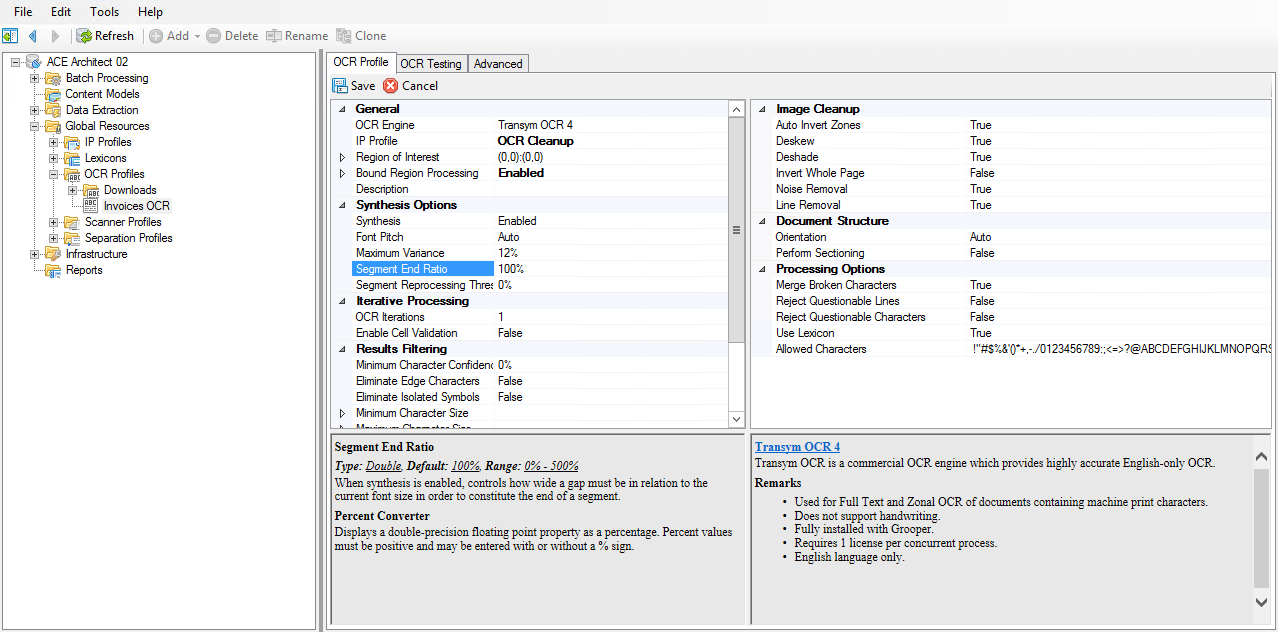 File Edit Tools Help
Refresh Add Delete Rename Clone
ACE Architect 02
Batch Processing
Content Models
Data Extraction
Global Resources
IP Profiles
Lexicons
OCR Profiles
Downloads
Invoices OCR
Scanner Profiles
Separation Profiles
Infrastructure
Reports
OCR Profile OCR Testing Advanced
Save Cancel
General
OCR Engine Transym OCR 4
IP Profile OCR Cleanup
Region of Interest (0,0):(0,0)
Bound Region Processing Enabled
Description
Synthesis Options
Synthesis Enabled
Font Pitch Auto
Maximum Variance 12%
Segment End Ratio 100%
Segment Reprocessing Thres 0%
Iterative Processing
OCR Iterations 1
Enable Cell Validation False
Results Filtering
Minimum Character Confidenc 0%
Eliminate Edge Characters False
Eliminate Isolated Symbols False
Minimum Character Size
Maximum Character Size
Image Cleanup
Auto Invert Zones True
Deskew True
Deshade True
Invert Whole Page False
Noise Removal True
Line Removal True
Document Structure
Orientation Auto
Perform Sectioning False
Processing Options
Merge Broken Characters True
Reject Questionable Lines False
Reject Questionable Characters False
Use Lexicon True
Allowed Characters !"#$%&'()*+,-./0123456789:;<=>?@ABCDEFGHIJKLMNOPQRS
Segment End Ratio
Type: Double, Default: 100%, Range: 0% - 500%
When synthesis is enabled, controls how wide a gap must be in relation to the
current font size in order to constitute the end of a segment.
Percent Converter
Displays a double-precision floating point property as a percentage. Percent values
must be positive and may be entered with or without a % sign.
Transym OCR 4
Transym OCR is a commercial OCR engine which provides highly accurate English-only OCR.
Remarks
• Used for Full Text and Zonal OCR of documents containing machine print characters.
• Does not support handwriting.
• Fully installed with Grooper.
• Requires 1 license per concurrent process.
• English language only.